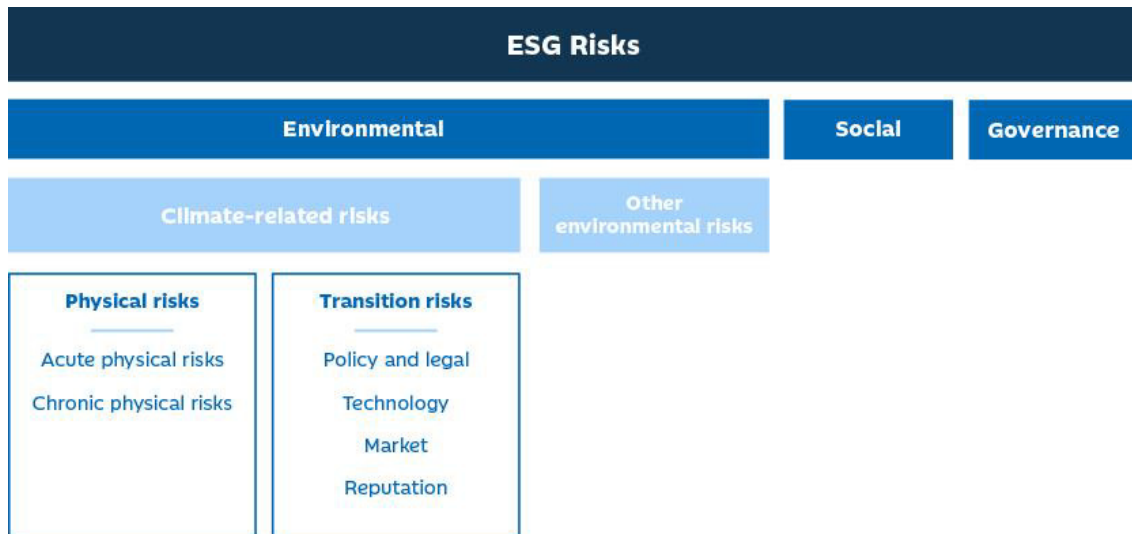 ESG Risks
Environmental
Social
Governance
Climate-related risks
Other
environmental risks
Physical risks
Acute physical risks
Chronic physical risks
Transition risks
Policy and legal
Technology
Market
Reputation